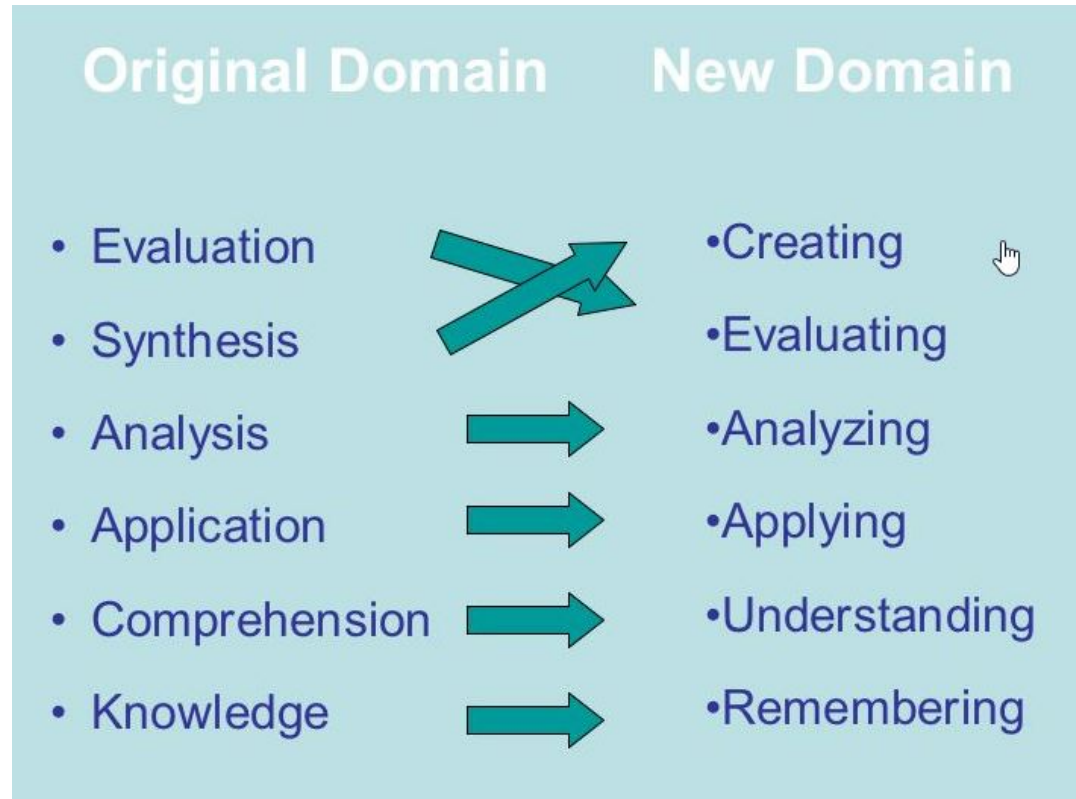 Original Domain
• Evaluation
• Synthesis
• Analysis
• Application
• Comprehension
• Knowledge
New Domain
•Creating
•Evaluating
•Analyzing
•Applying
•Understanding
•Remembering